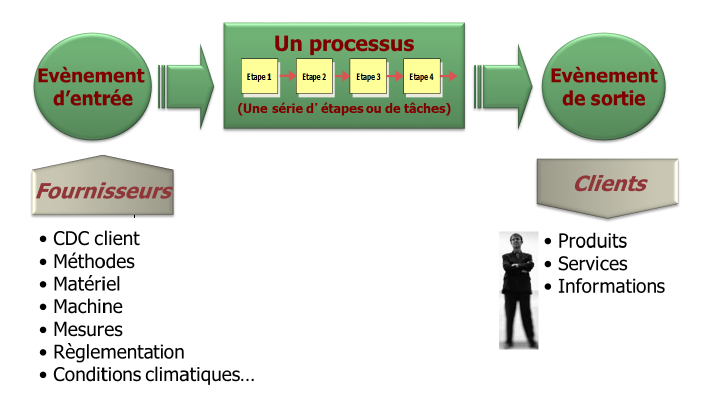 Evènement
d'entrée
Un processus
Etape 1
Etape 2
Etape 3
Etape 4
(Une série d' étapes ou de tâches)
Evènement
de sortie
Fournisseurs
• CDC client
• Méthodes
• Matériel
• Machine
• Mesures
• Règlementation
• Conditions climatiques...
Clients
• Produits
• Services
• Informations